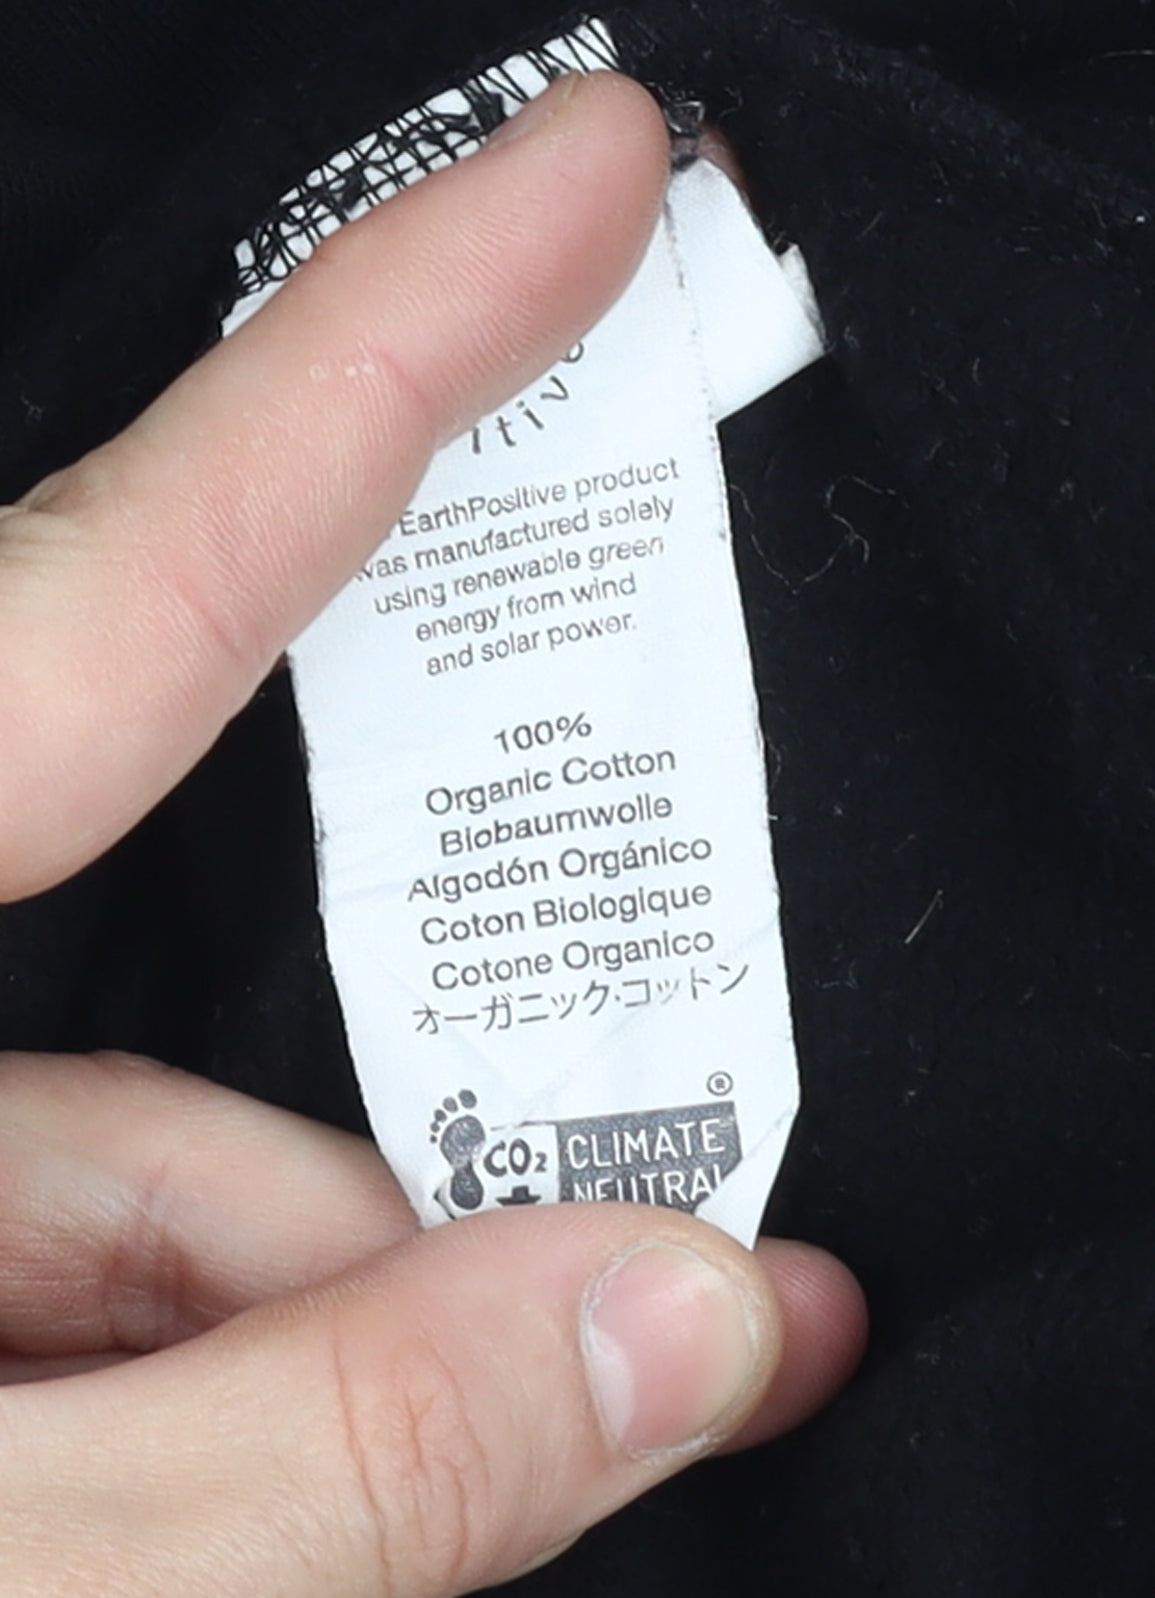 EarthPositive product
was manufactured solely
using renewable green
energy from wind
and solar power.
100%
Organic Cotton
Biobaumwolle
Algodón Orgánico
Coton Biologique
Cotone Organico
オーガニック·コットン
®
CO₂ CLIMATE
NEUTRAL